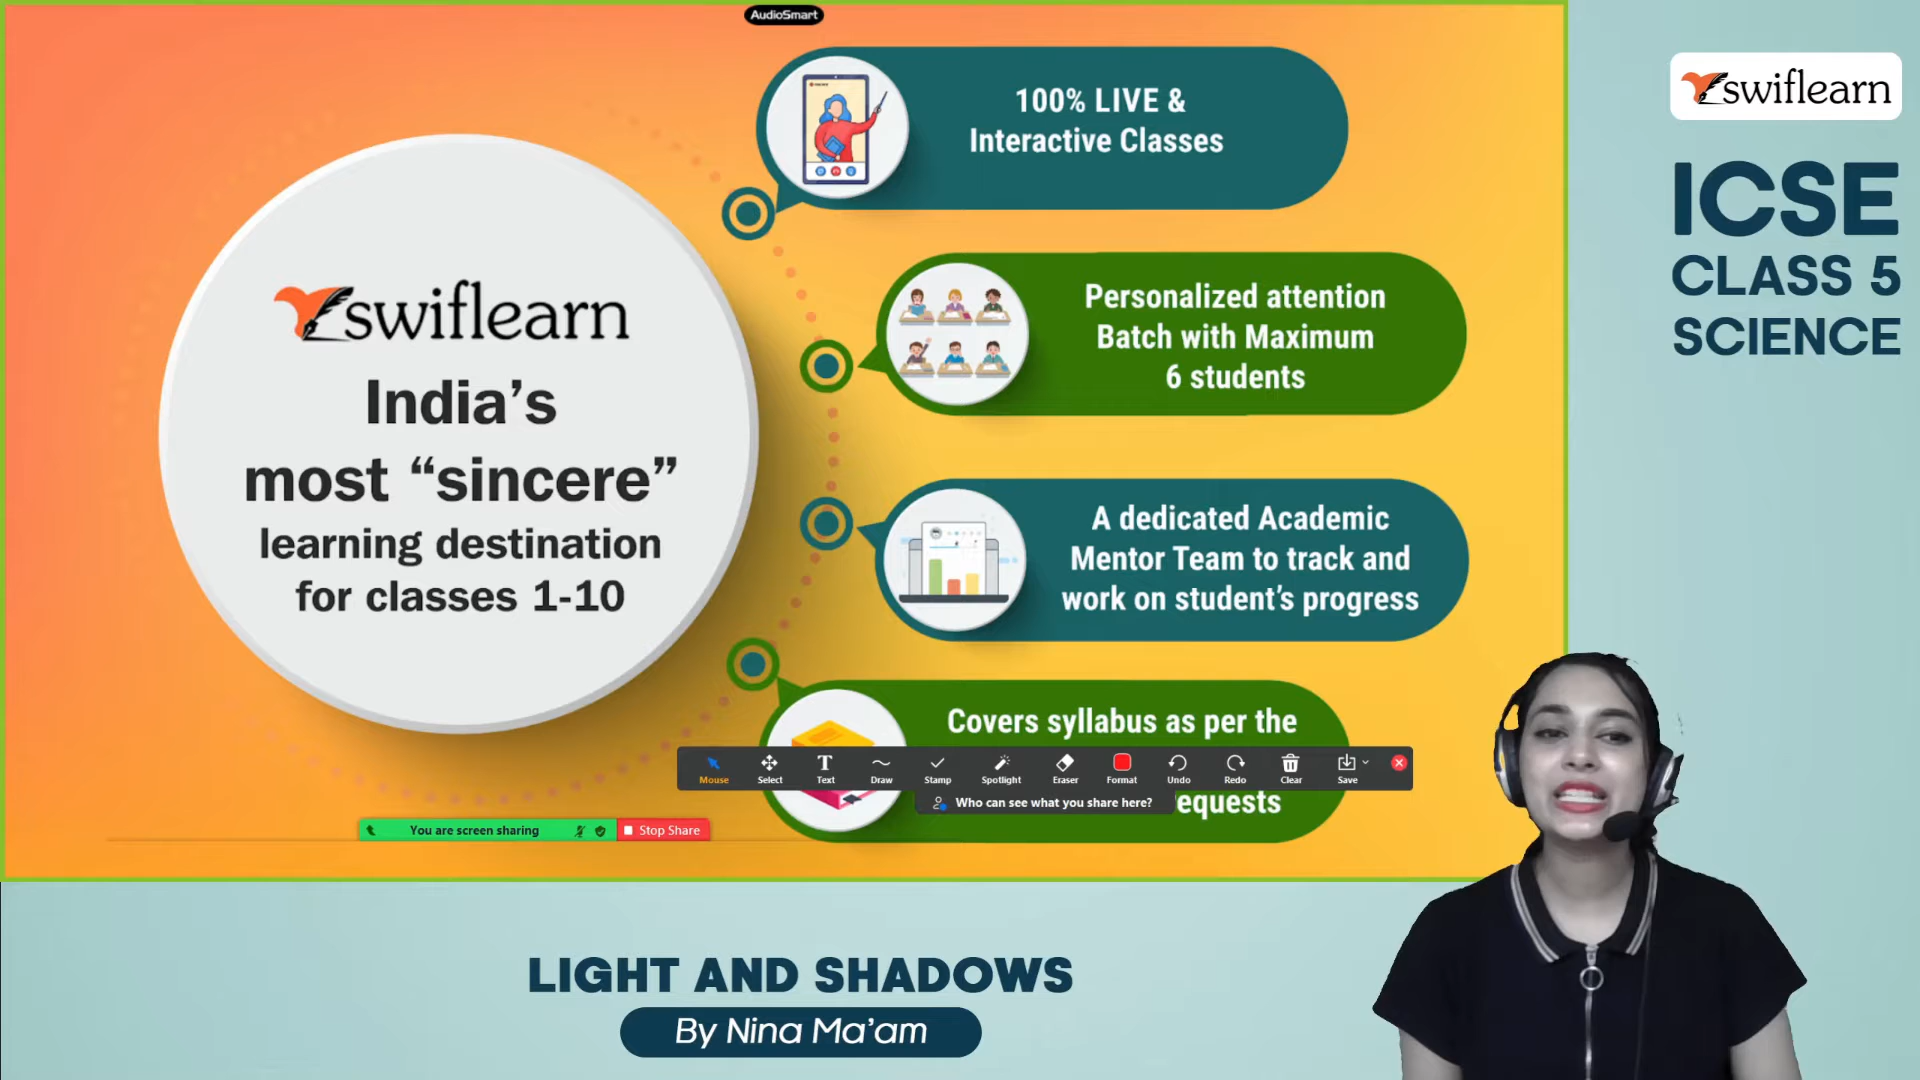 AudioSmart
swiflearn
India's
most “sincere”
learning destination
for classes 1-10
100% LIVE &
Interactive Classes
Personalized attention
Batch with Maximum
6 students
A dedicated Academic
Mentor Team to track and
work on student's progress
Covers syllabus as per the
equests
Mouse
Select
Text
Draw
Stamp
Spotlight
Eraser
Format
Undo
Redo
Clear
Save
Who can see what you share here?
You are screen sharing
Stop Share
swiflearn
ICSE
CLASS 5
SCIENCE
LIGHT AND SHADOWS
By Nina Ma'am